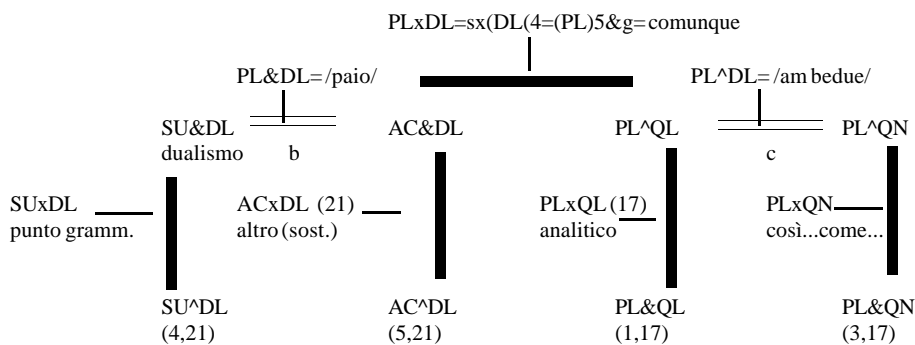 PLxDL=sx(DL(4=(PL)5&g=comunque
PL&DL=/paio/
PL^DL=/am bedue/
SU&DL
dualismo
b
AC&DL
PL^QL
c
PL^QN
SUxDL
punto gramm.
ACxDL (21)
altro (sost.)
PLxQL (17)
analitico
PLxQN
così...come...
SU^DL
(4,21)
AC^DL
(5,21)
PL&QL
(1,17)
PL&QN
(3,17)